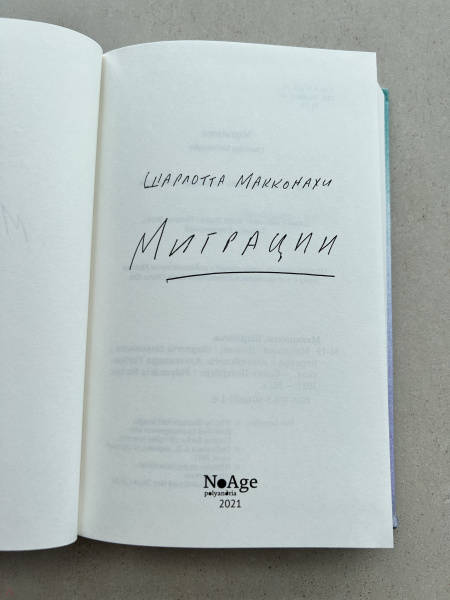 ШАРЛОТТА МАККОНАХИ
МИГРАЦИИ
NoAge
polyandria
2021